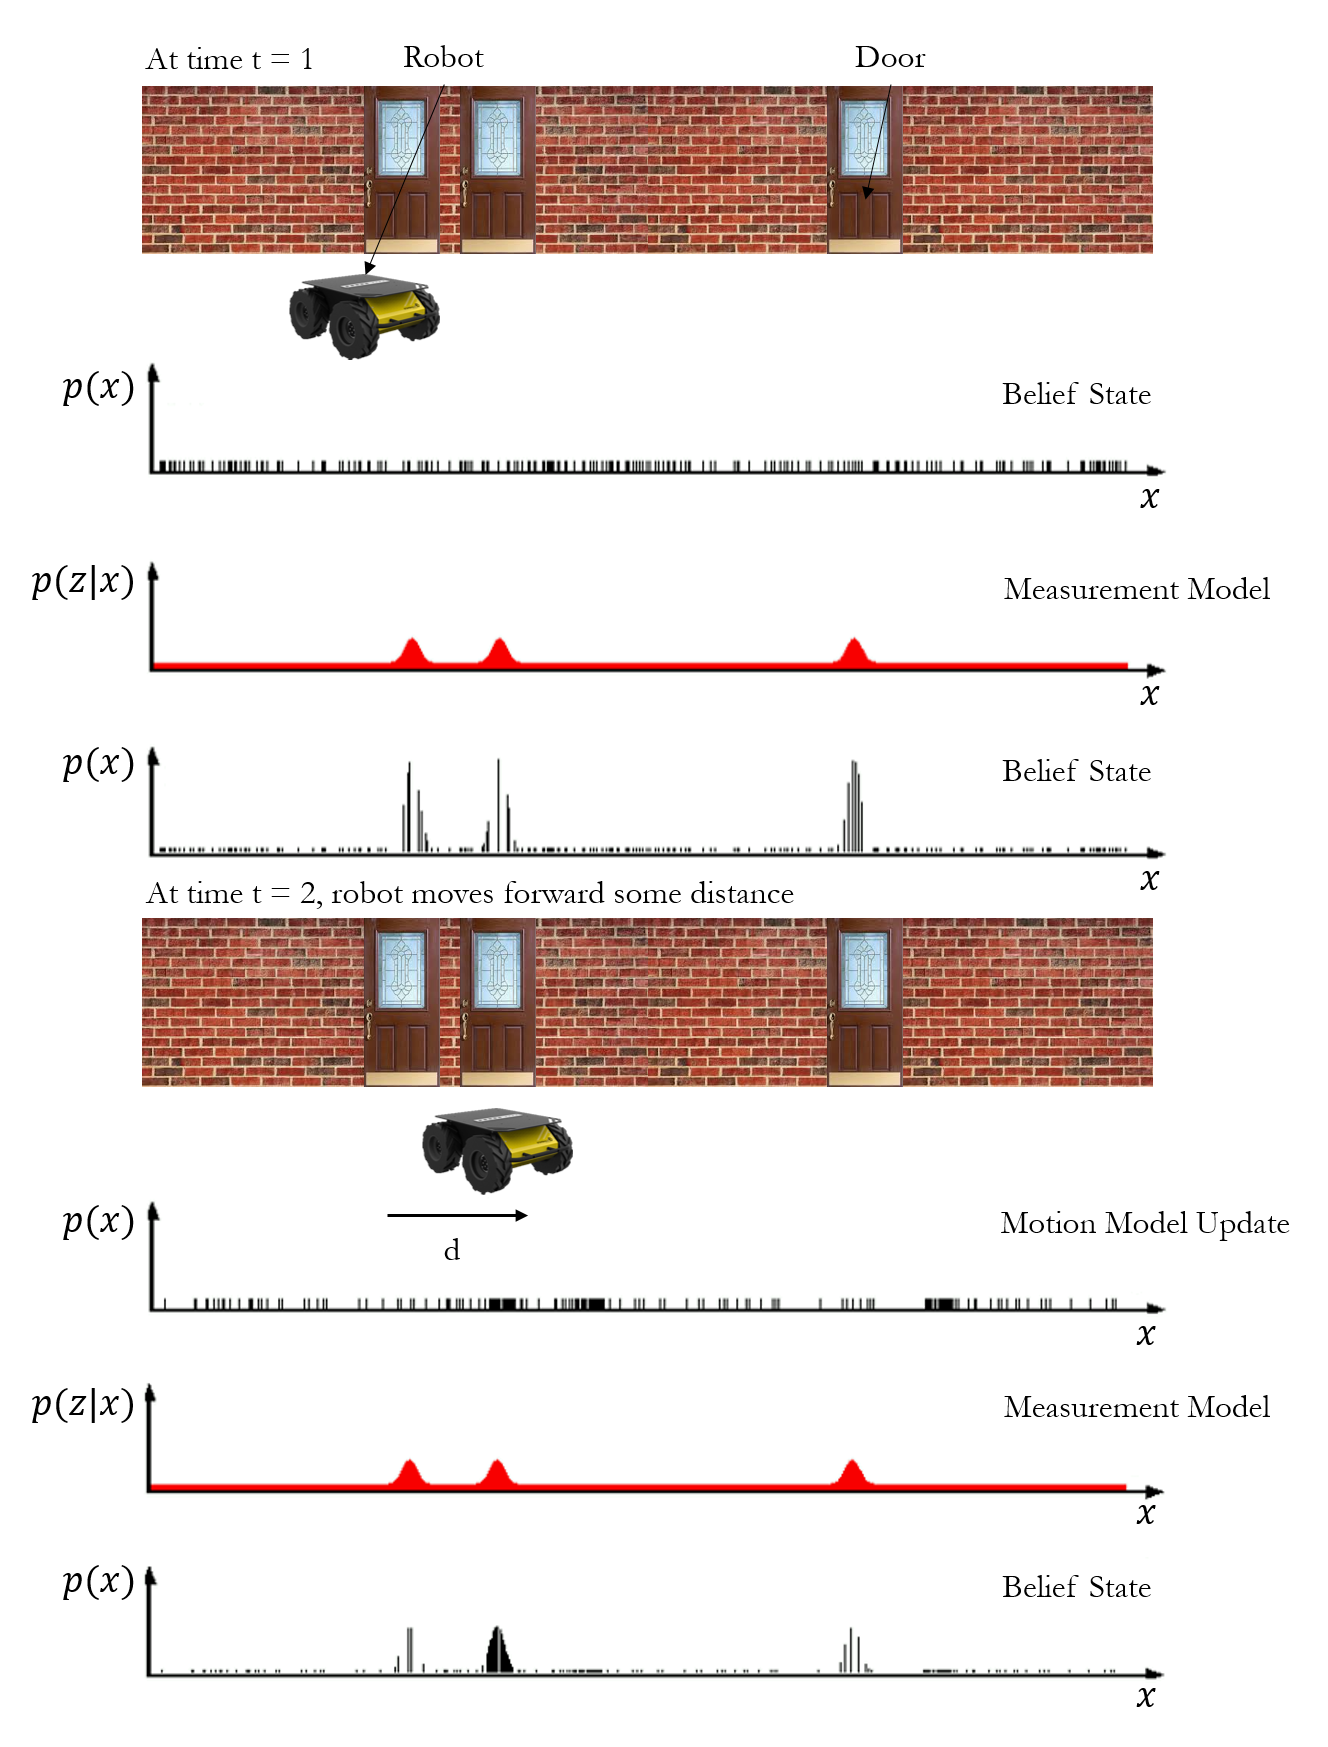 At time t = 1
Robot
Door
p(x)
Belief State
x
p(z|x)
Measurement Model
x
p(x)
Belief State
x
At time t = 2, robot moves forward some distance
p(x)
Motion Model Update
d
x
p(z|x)
Measurement Model
x
p(x)
Belief State
x